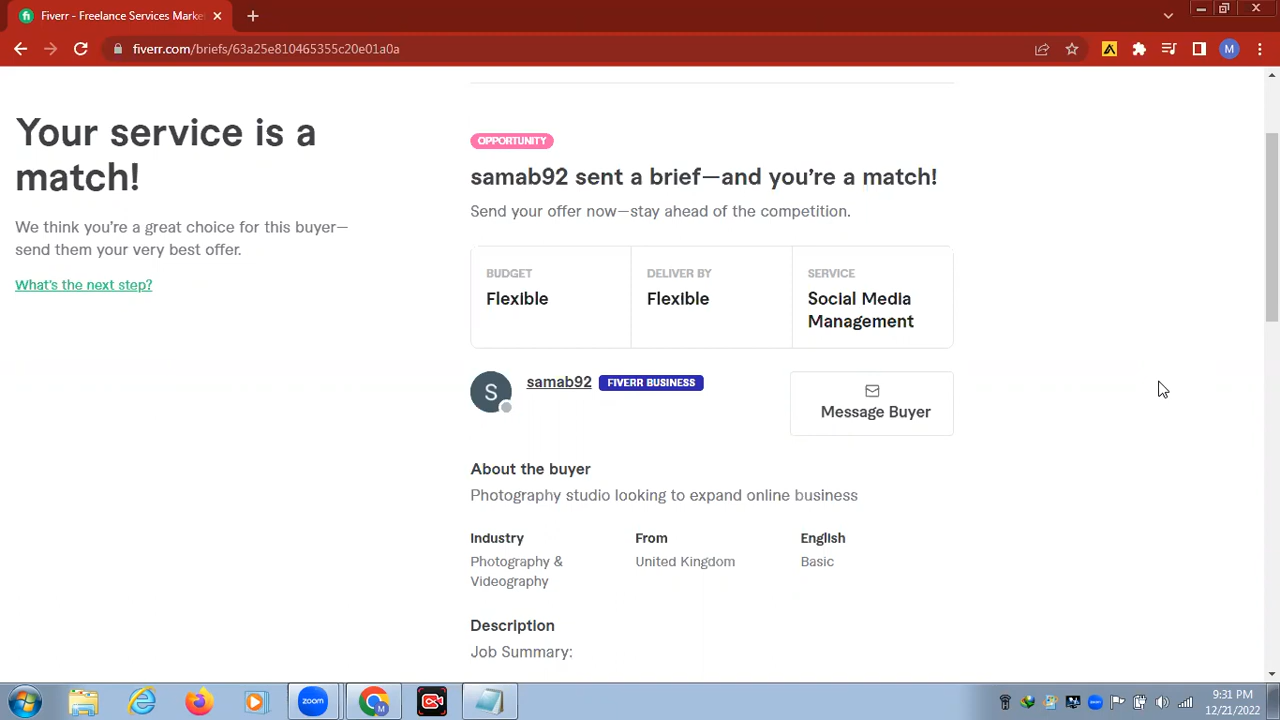 Fiverr - Freelance Services Marke
fiverr.com/briefs/63a25e810465355c20e01a0a
M
Your service is a
match!
We think you're a great choice for this buyer—
send them your very best offer.
What's the next step?
OPPORTUNITY
samab92 sent a brief—and you're a match!
Send your offer now—stay ahead of the competition.
BUDGET
Flexible
DELIVER BY
Flexible
SERVICE
Social Media
Management
S
samab92
FIVERR BUSINESS
Message Buyer
About the buyer
Photography studio looking to expand online business
Industry
Photography &
Videography
From
United Kingdom
English
Basic
Description
Job Summary:
zoom
M
9:31 PM
12/21/2022